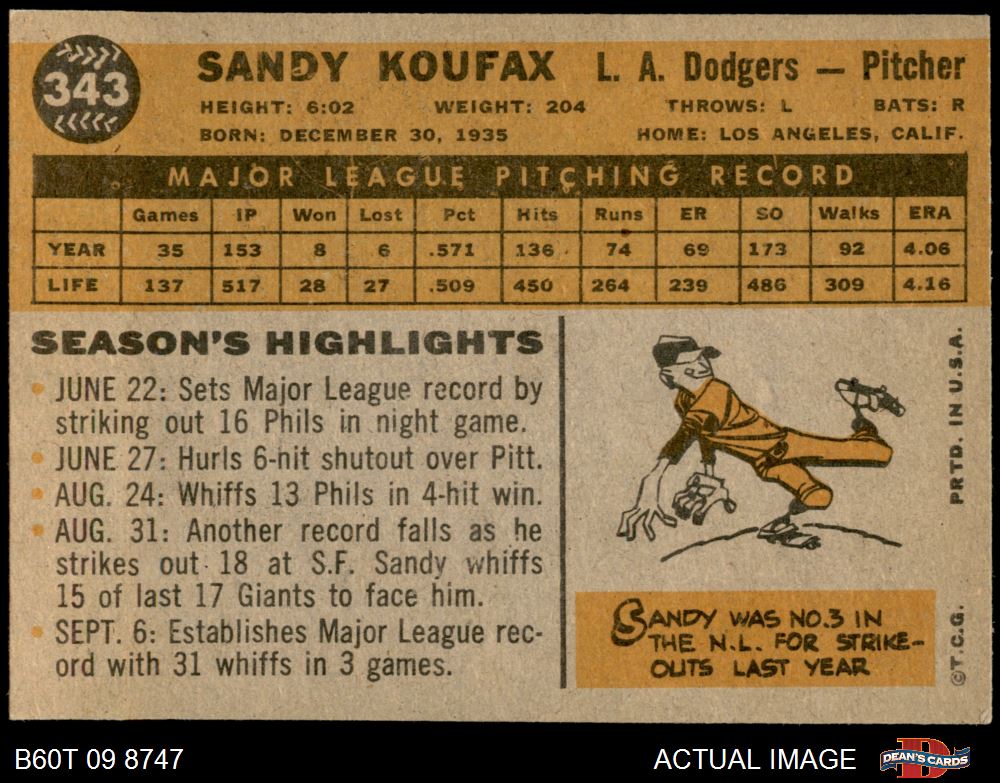 343
SANDY KOUFAX L. A. Dodgers — Pitcher
HEIGHT: 6:02 WEIGHT: 204 THROWS: L BATS: R
BORN: DECEMBER 30, 1935 HOME: LOS ANGELES, CALIF.
MAJOR LEAGUE PITCHING RECORD
Games IP Won Lost Pct Hits Runs ER SO Walks ERA
YEAR 35 153 8 6 .571 136 74 69 173 92 4.06
LIFE 137 517 28 27 .509 450 264 239 486 309 4.16
SEASON'S HIGHLIGHTS
• JUNE 22: Sets Major League record by
striking out 16 Phils in night game.
• JUNE 27: Hurls 6-hit shutout over Pitt.
• AUG. 24: Whiffs 13 Phils in 4-hit win.
• AUG. 31: Another record falls as he
strikes out 18 at S.F. Sandy whiffs
15 of last 17 Giants to face him.
• SEPT. 6: Establishes Major League rec-
ord with 31 whiffs in 3 games.
SANDY WAS NO.3 IN
THE N.L. FOR STRIKE-
OUTS LAST YEAR
©T.C.G. PRTD. IN U.S.A.
B60T 09 8747 ACTUAL IMAGE DEAN'S CARDS